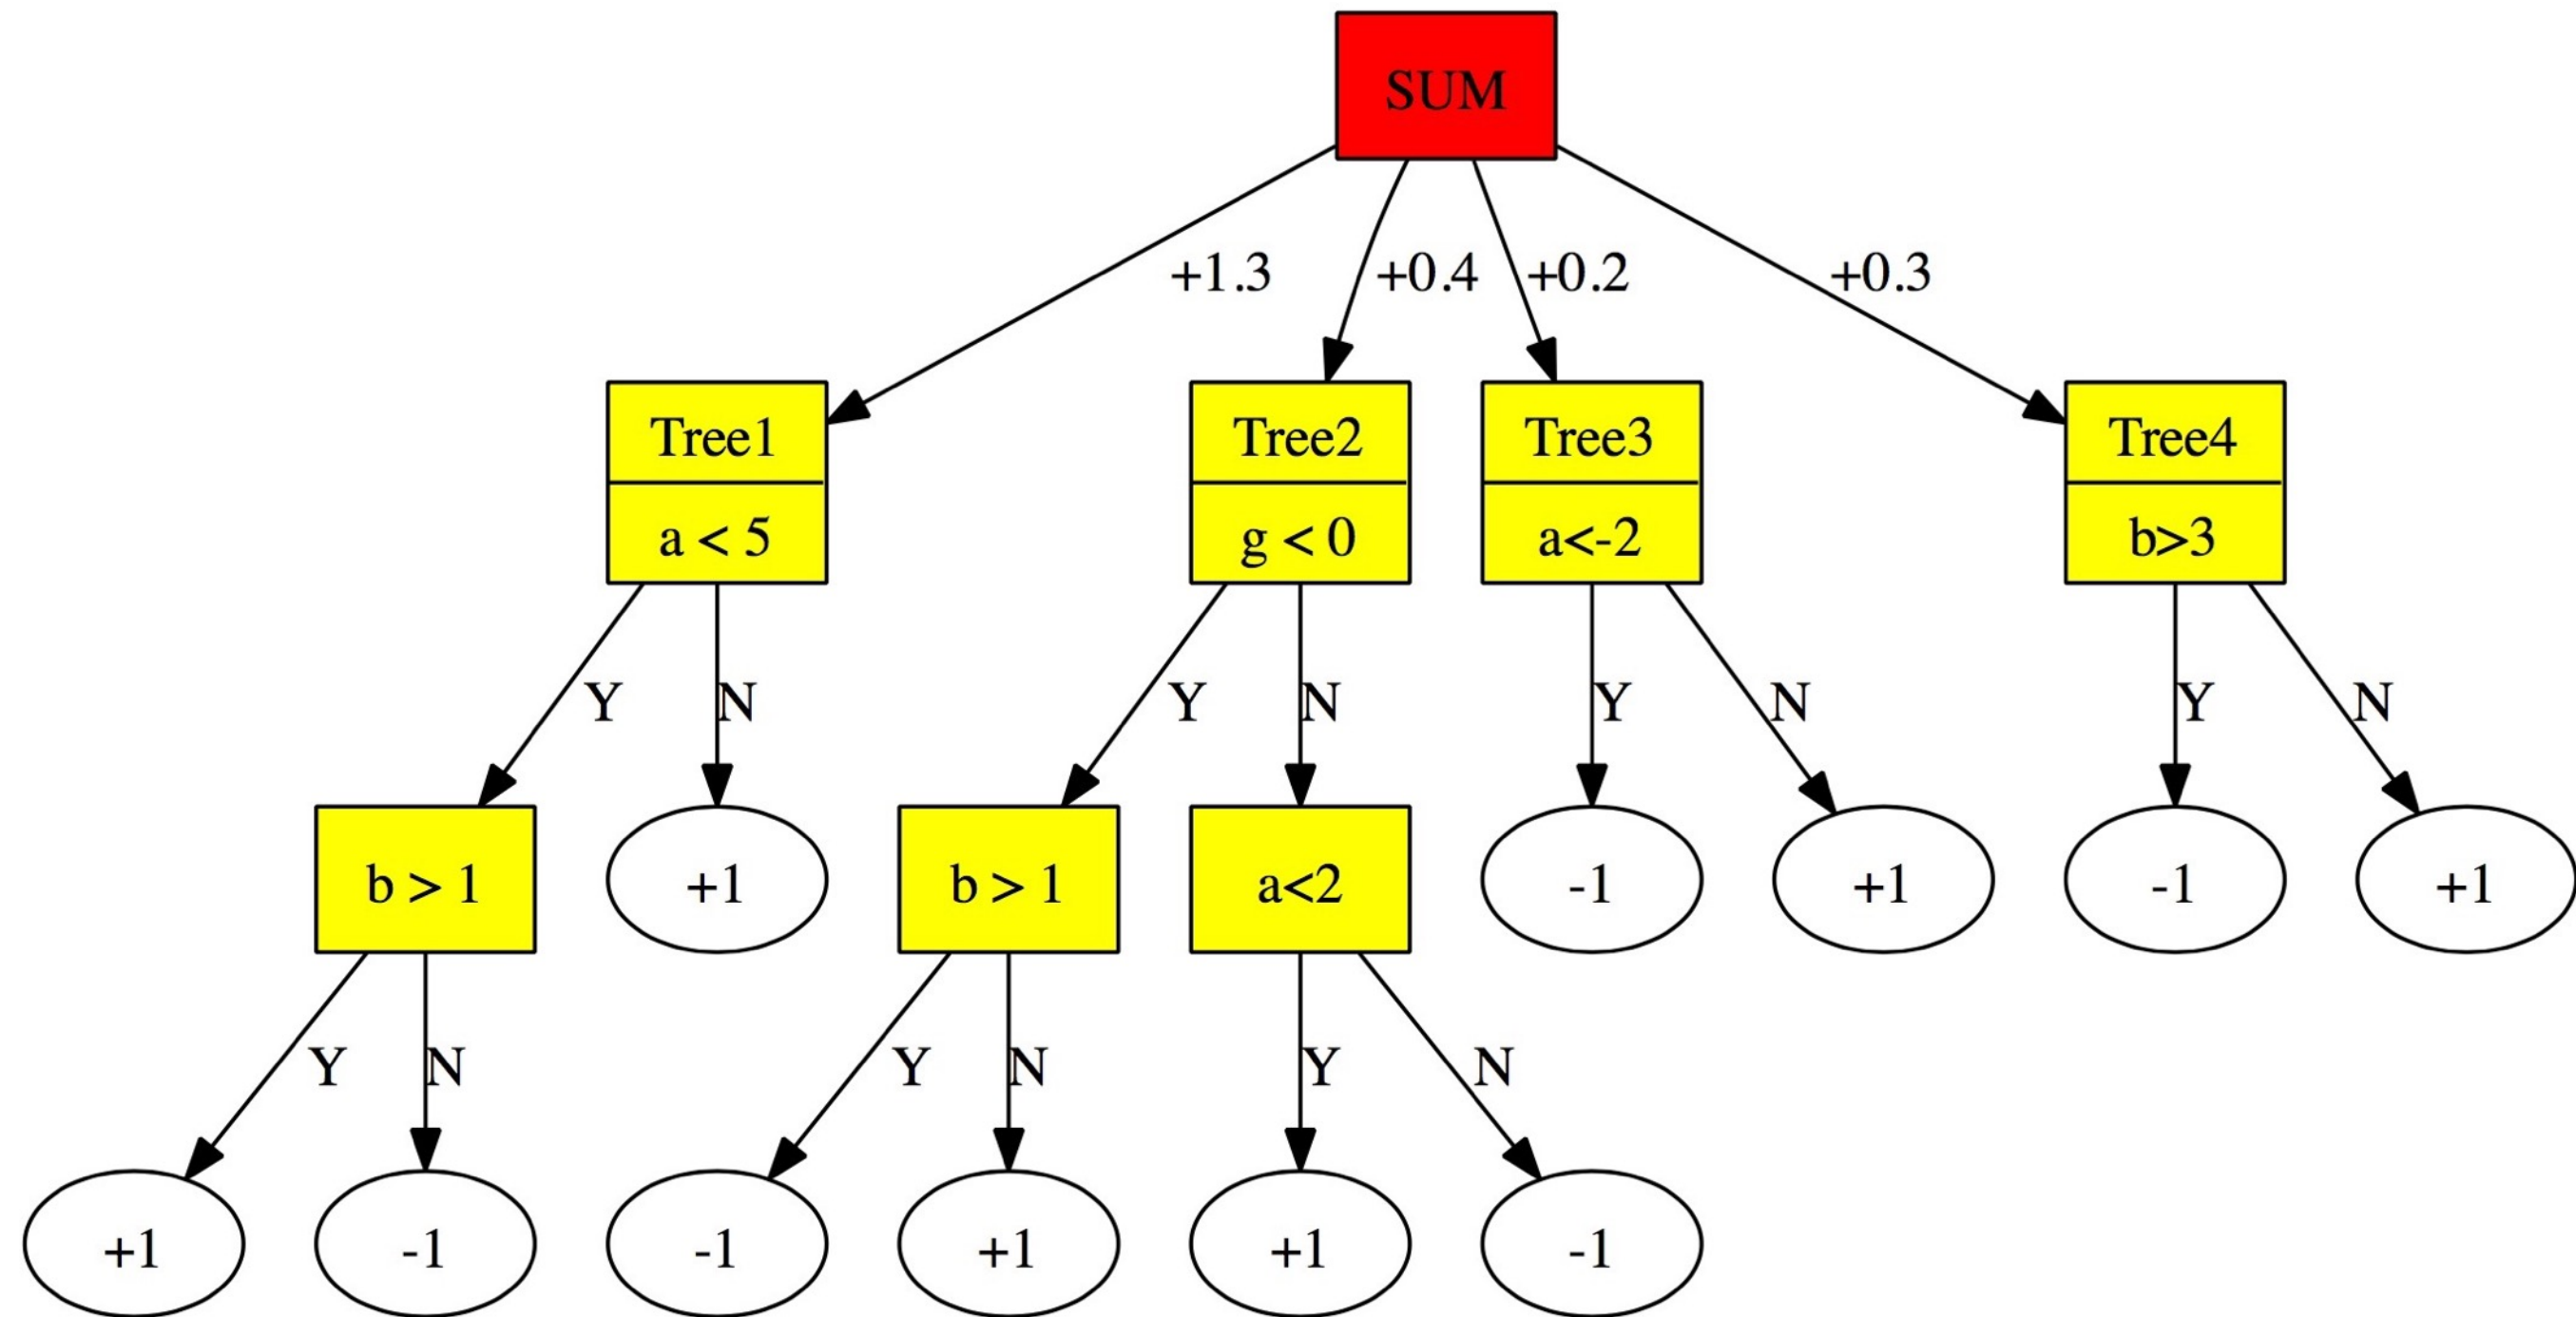 SUM
+1.3
+0.4
+0.2
+0.3
Tree1
a < 5
Tree2
g < 0
Tree3
a<-2
Tree4
b>3
Y
N
Y
N
Y
N
Y
N
b > 1
+1
b > 1
a<2
-1
+1
-1
+1
Y
N
Y
N
Y
N
+1
-1
-1
+1
+1
-1